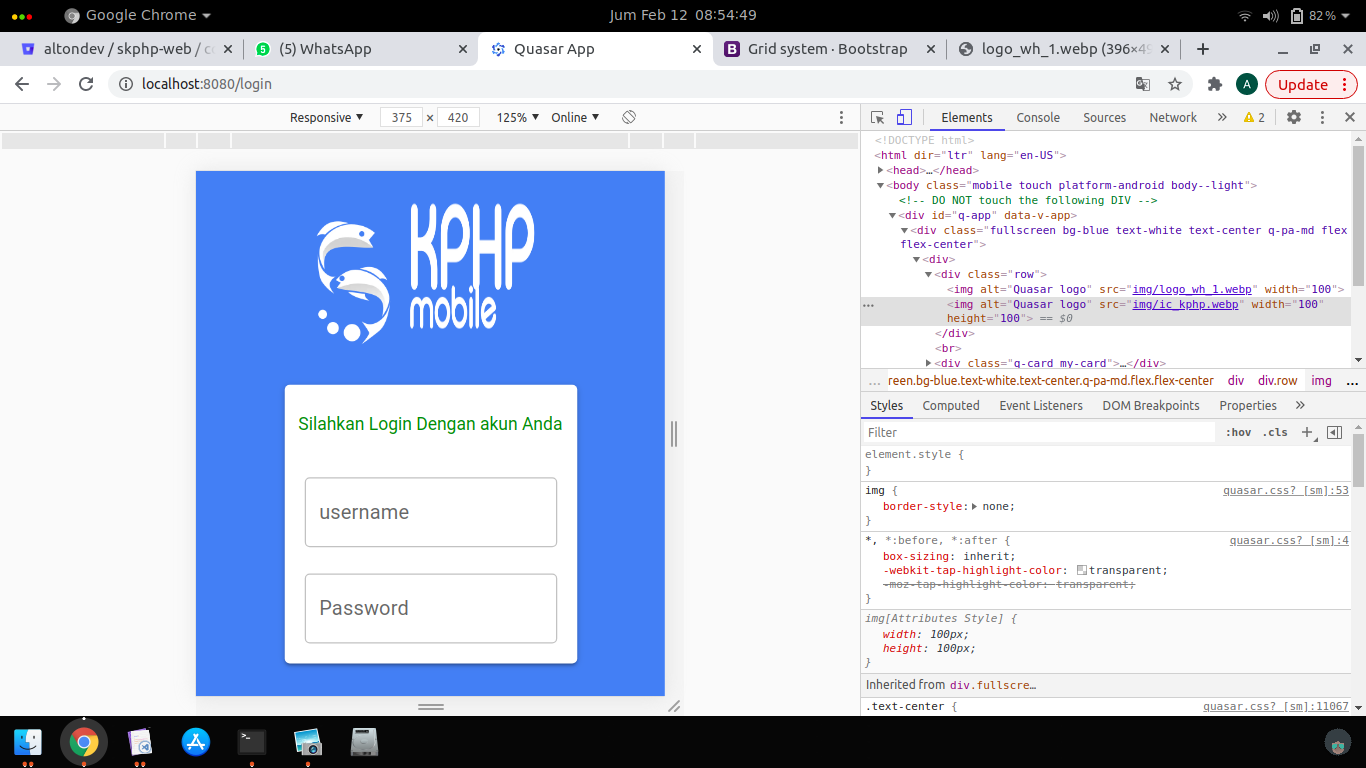 Google Chrome
Jum Feb 12 08:54:49
82%
altondev / skphp-web / c
(5) WhatsApp
Quasar App
B Grid system · Bootstrap
logo_wh_1.webp (396×49
localhost:8080/login
A
Update
Responsive 375 × 420 125% Online
Elements Console Sources Network » 2
KPHP
mobile
Silahkan Login Dengan akun Anda
username
Password
<!DOCTYPE html>
<html dir="ltr" lang="en-US">
<head>…</head>
<body class="mobile touch platform-android body--light">
<!-- DO NOT touch the following DIV -->
<div id="q-app" data-v-app>
<div class="fullscreen bg-blue text-white text-center q-pa-md flex
flex-center">
<div>
<div class="row">
<img alt="Quasar logo" src="img/logo_wh_1.webp" width="100">
… <img alt="Quasar logo" src="img/ic_kphp.webp" width="100"
height="100"> == $0
</div>
<br>
<div class="q-card my-card">…</div>
… reen.bg-blue.text-white.text-center.q-pa-md.flex.flex-center div div.row img …
Styles Computed Event Listeners DOM Breakpoints Properties »
Filter :hov .cls +
element.style {
}
img { quasar.css? [sm]:53
border-style: none;
}
*, *:before, *:after { quasar.css? [sm]:4
box-sizing: inherit;
-webkit-tap-highlight-color: transparent;
-moz-tap-highlight-color: transparent;
}
img[Attributes Style] {
width: 100px;
height: 100px;
}
Inherited from div.fullscre…
.text-center { quasar.css? [sm]:11067